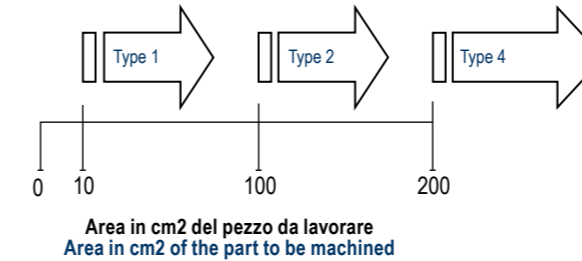 Type 1 Type 2 Type 4
0 10 100 200
Area in cm2 del pezzo da lavorare
Area in cm2 of the part to be machined